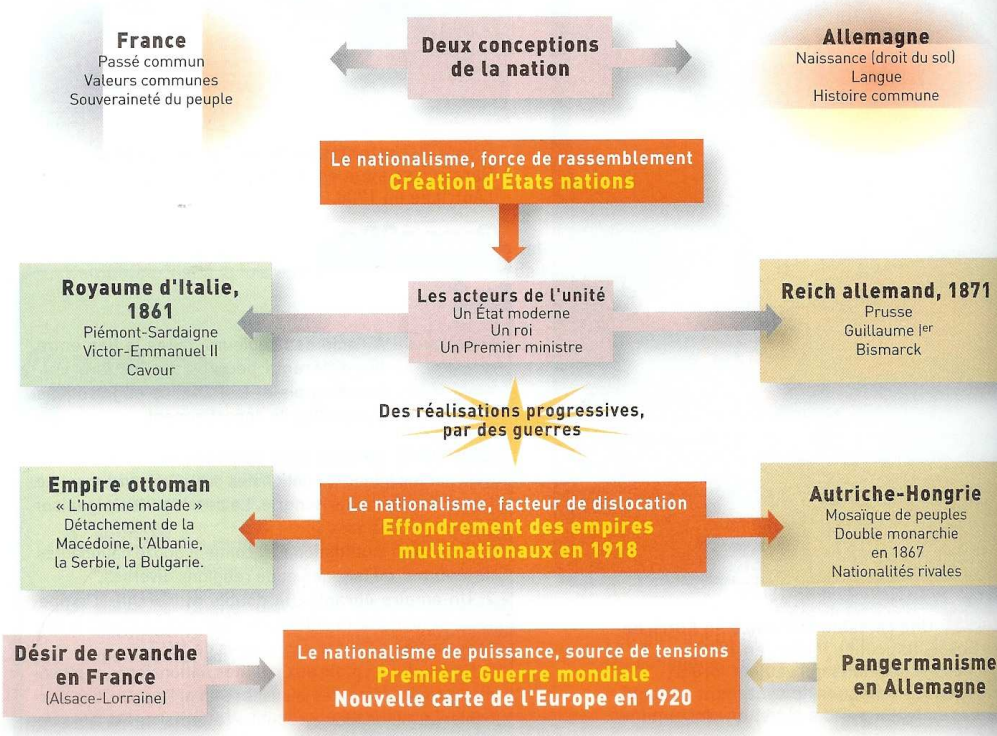 France
Passé commun
Valeurs communes
Souveraineté du peuple
Deux conceptions
de la nation
Allemagne
Naissance (droit du sol)
Langue
Histoire commune
Le nationalisme, force de rassemblement
Création d'États nations
Royaume d'Italie,
1861
Piémont-Sardaigne
Victor-Emmanuel II
Cavour
Les acteurs de l'unité
Un État moderne
Un roi
Un Premier ministre
Reich allemand, 1871
Prusse
Guillaume Ier
Bismarck
Des réalisations progressives,
par des guerres
Empire ottoman
« L'homme malade »
Détachement de la
Macédoine, l'Albanie,
la Serbie, la Bulgarie.
Le nationalisme, facteur de dislocation
Effondrement des empires
multinationaux en 1918
Autriche-Hongrie
Mosaïque de peuples
Double monarchie
en 1867
Nationalités rivales
Désir de revanche
en France
(Alsace-Lorraine)
Le nationalisme de puissance, source de tensions
Première Guerre mondiale
Nouvelle carte de l'Europe en 1920
Pangermanisme
en Allemagne